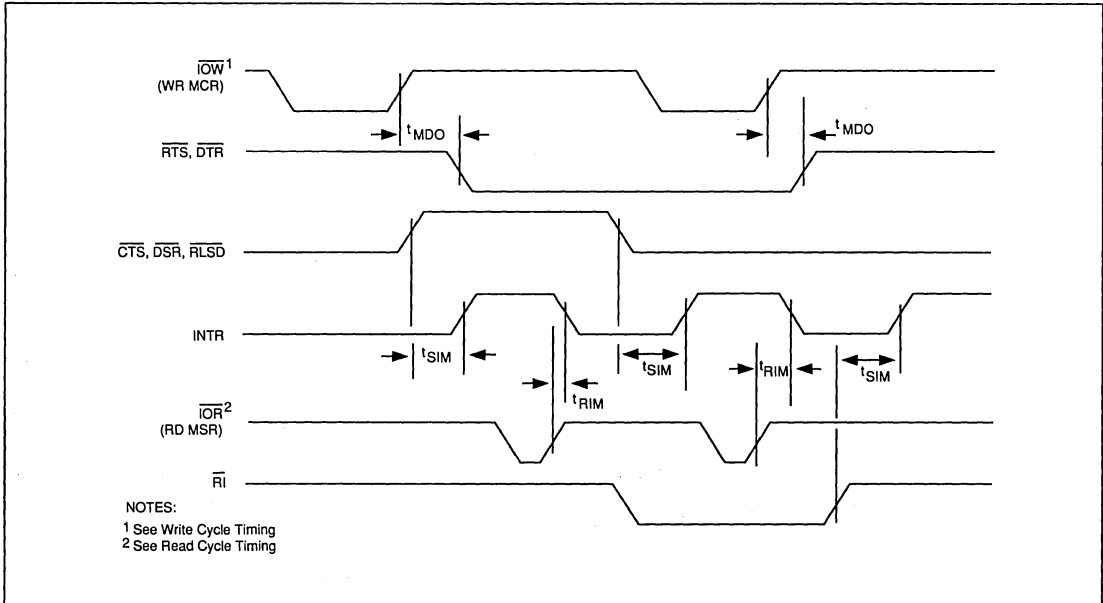 IOW1
(WR MCR)
tMDO
tMDO
RTS, DTR
CTS, DSR, RLSD
INTR
tSIM
tSIM
tRIM
tSIM
tRIM
IOR2
(RD MSR)
RI
NOTES:
1 See Write Cycle Timing
2 See Read Cycle Timing